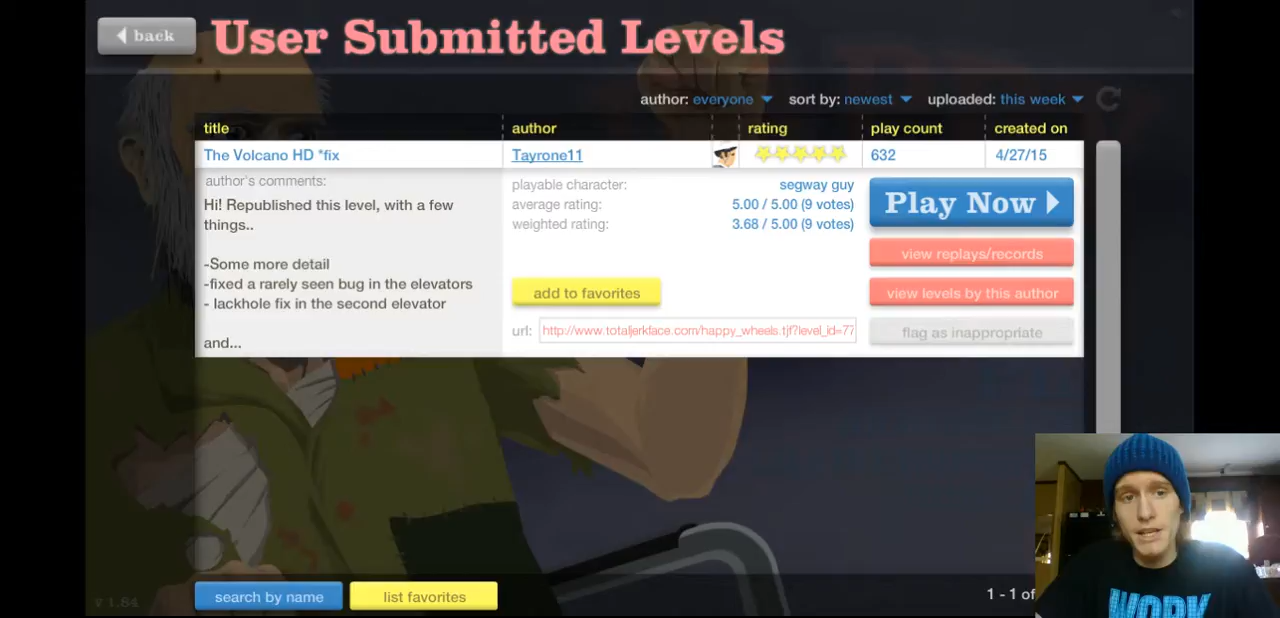 back
User Submitted Levels
author: everyone sort by: newest uploaded: this week
title author rating play count created on
The Volcano HD *fix Tayrone11 632 4/27/15
author's comments:
Hi! Republished this level, with a few
things..
-Some more detail
-fixed a rarely seen bug in the elevators
- lackhole fix in the second elevator
and...
playable character: segway guy
average rating: 5.00 / 5.00 (9 votes)
weighted rating: 3.68 / 5.00 (9 votes)
add to favorites
url: http://www.totaljerkface.com/happy_wheels.tjf?level_id=77
Play Now
view replays/records
view levels by this author
flag as inappropriate
v 1.84
search by name
list favorites
1 - 1 of
WORK